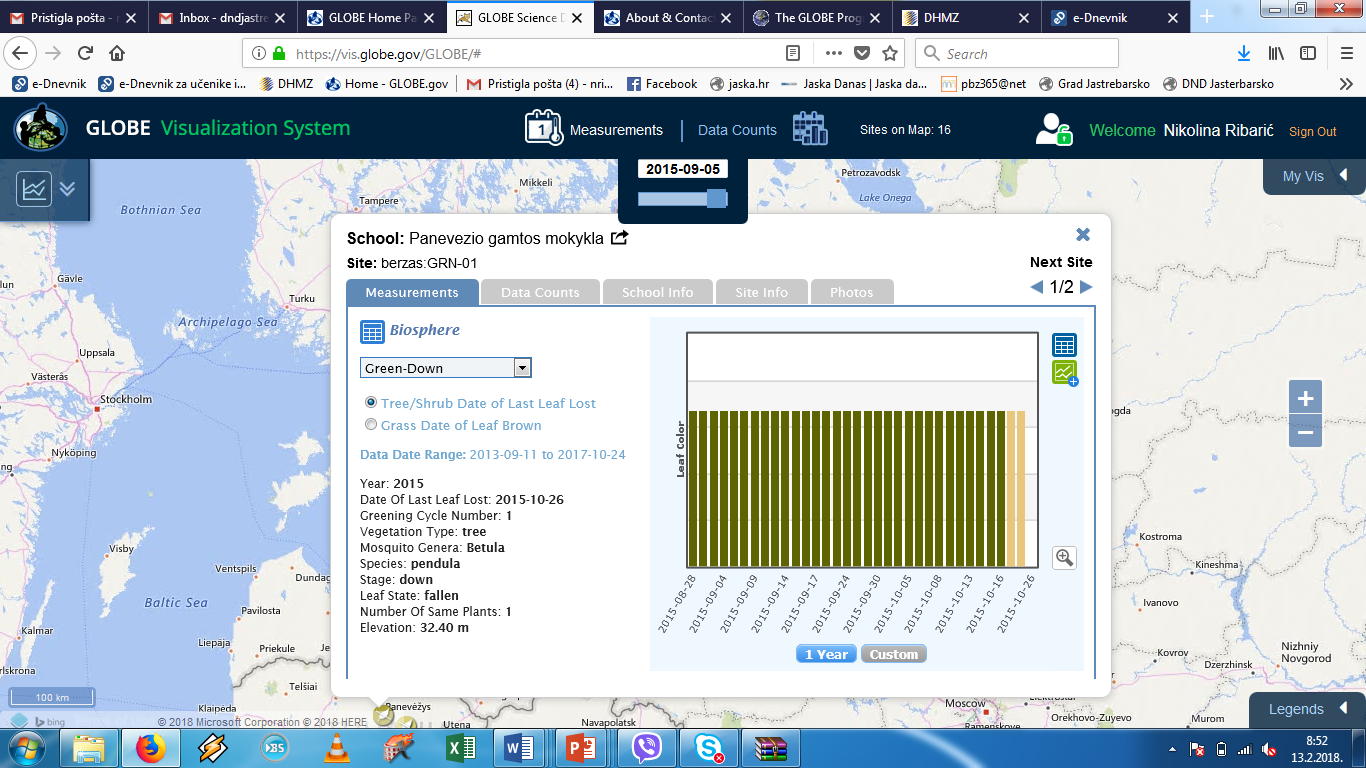 Pristigla pošta - r
Inbox - dndjastre
GLOBE Home Pa
GLOBE Science D
About & Contac
The GLOBE Prog
DHMZ
e-Dnevnik
https://vis.globe.gov/GLOBE/#
Search
e-Dnevnik
e-Dnevnik za učenike i...
DHMZ
Home - GLOBE.gov
Pristigla pošta (4) - nri...
Facebook
jaska.hr
Jaska Danas | Jaska da...
pbz365@net
Grad Jastrebarsko
DND Jasterbarsko
GLOBE Visualization System
1
Measurements
Data Counts
Sites on Map: 16
Welcome Nikolina Ribarić
Sign Out
2015-09-05
My Vis
Mikkeli
Tampere
Petrozavodsk
Lake Onega
Bothnian Sea
School: Panevezio gamtos mokykla
Site: berzas:GRN-01
Next Site
1/2
Measurements
Data Counts
School Info
Site Info
Photos
Gävle
Turku
Archipelago Sea
Uppsala
Västerås
Stockholm
Nyköping
Visby
Ventspils
Baltic Sea
Pavilosta
Kalmar
Liepāja
Priekule
Telšiai
Klaipeda
Biosphere
Green-Down
Tree/Shrub Date of Last Leaf Lost
Grass Date of Leaf Brown
Data Date Range: 2013-09-11 to 2017-10-24
Year: 2015
Date Of Last Leaf Lost: 2015-10-26
Greening Cycle Number: 1
Vegetation Type: tree
Mosquito Genera: Betula
Species: pendula
Stage: down
Leaf State: fallen
Number Of Same Plants: 1
Elevation: 32.40 m
Leaf Color
2015-08-28
2015-09-04
2015-09-09
2015-09-14
2015-09-17
2015-09-24
2015-09-30
2015-10-05
2015-10-08
2015-10-13
2015-10-16
2015-10-26
1 Year
Custom
Kostroma
Kineshma
Ivanovo
Kovrov
Nizhniy
Novgorod
Dzerzhinsk
Murom
Moscow
Orekhovo-Zuyevo
Ramenskoye
100 km
bing
© 2018 Microsoft Corporation © 2018 HERE
Panevėžys
Utena
Navapolatsk
Legends
8:52
13.2.2018.